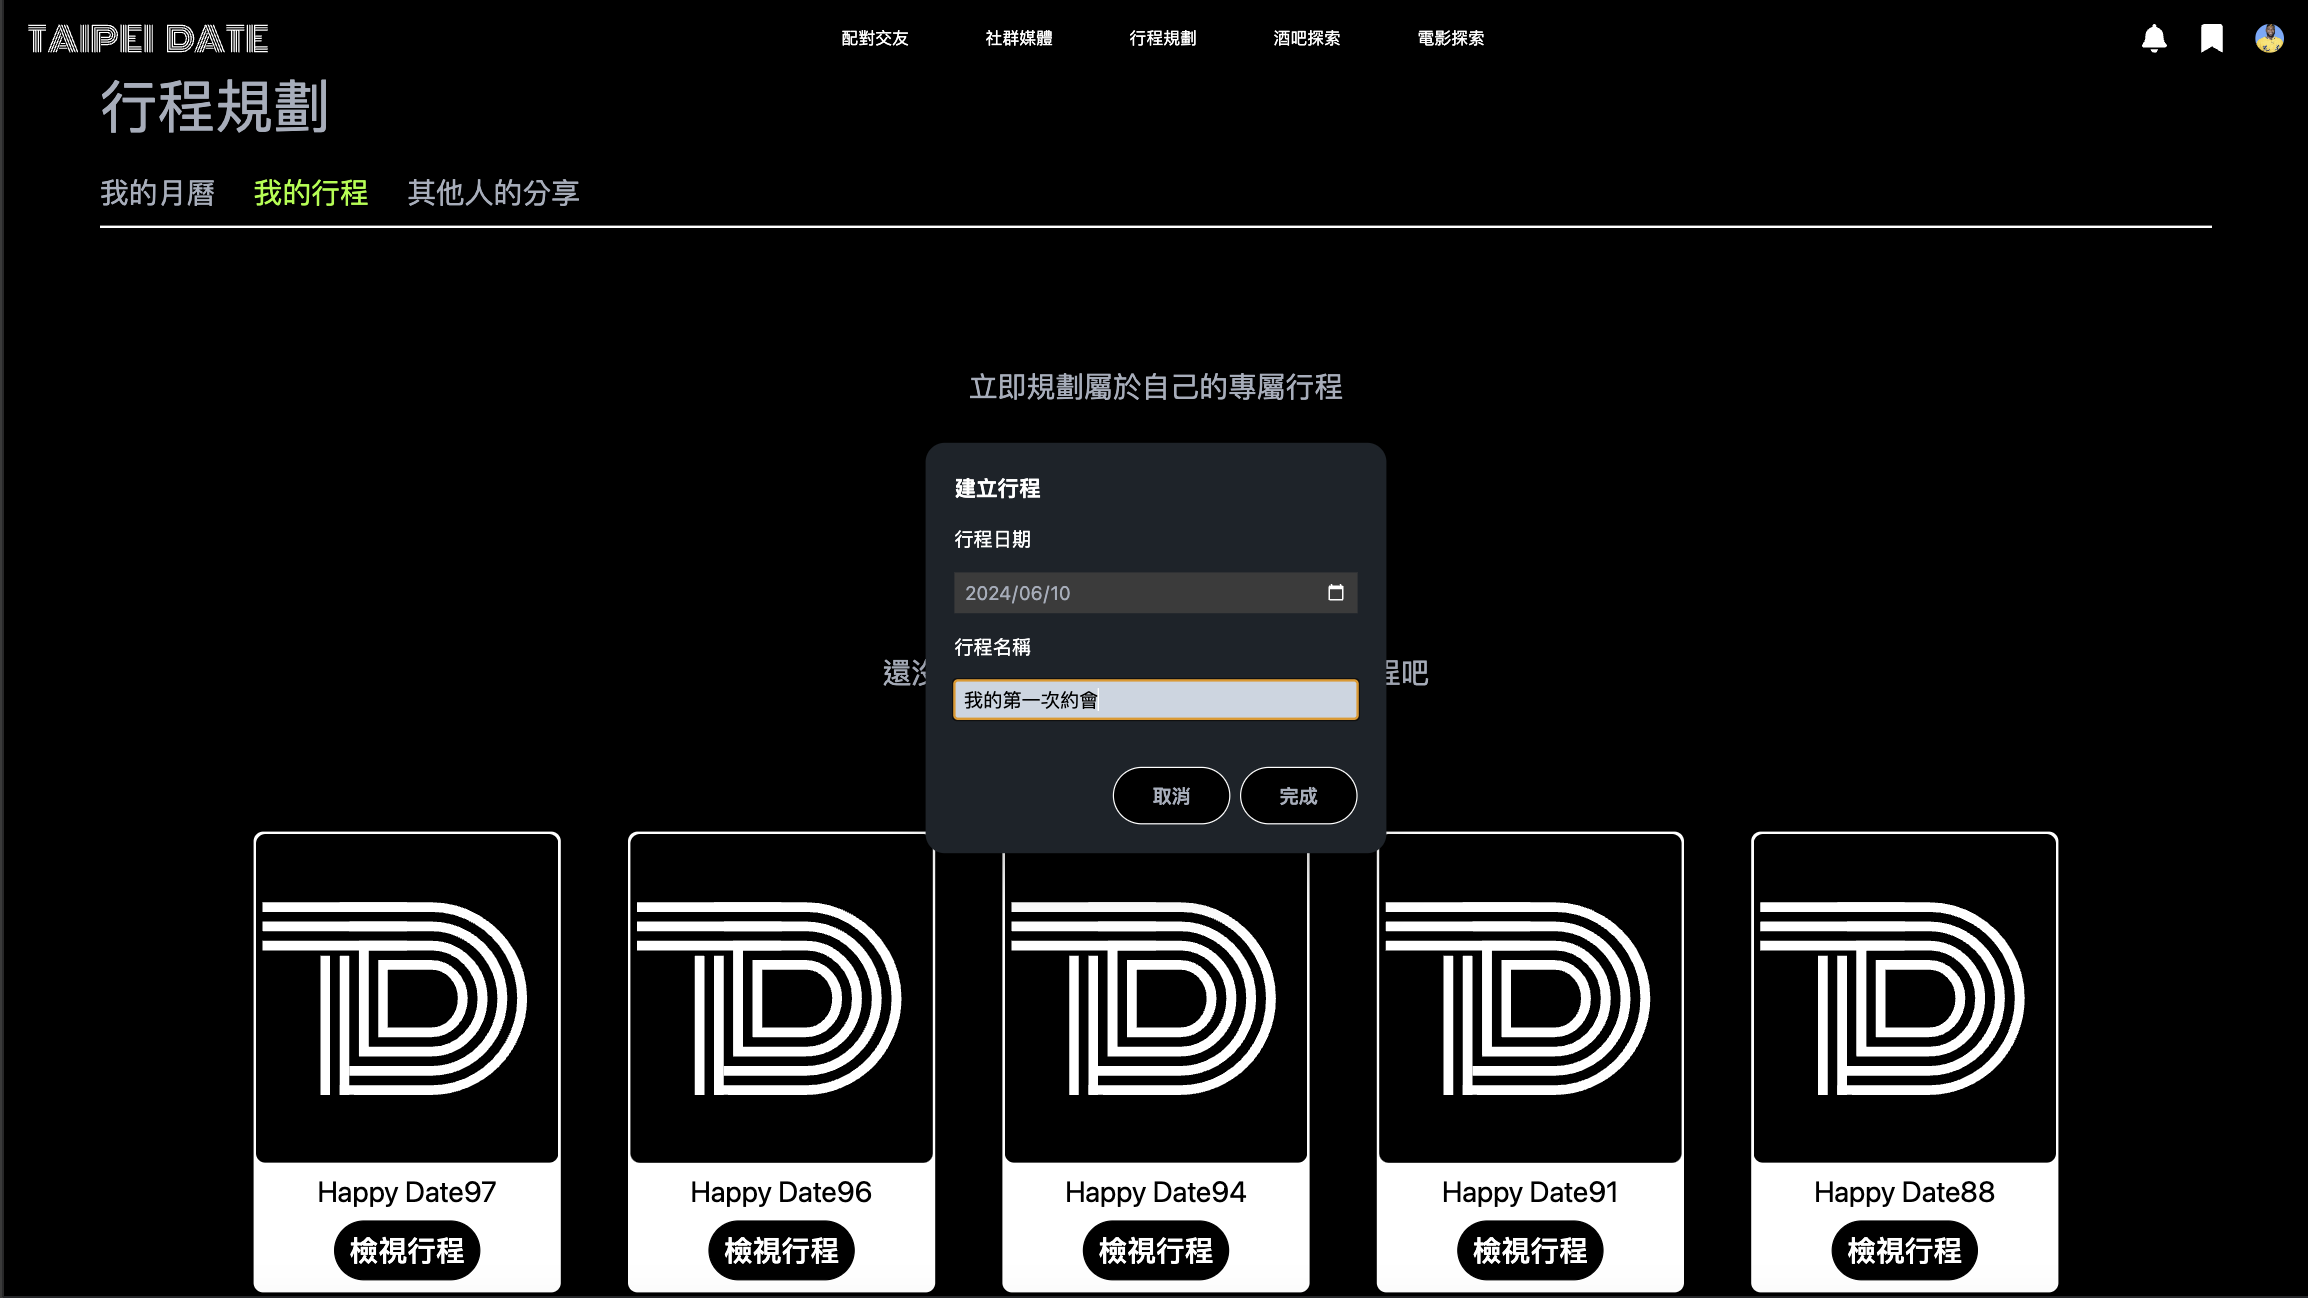 TAIPEI DATE
配對交友
社群媒體
行程規劃
酒吧探索
電影探索
行程規劃
我的月曆
我的行程
其他人的分享
立即規劃屬於自己的專屬行程
建立行程
行程日期
2024/06/10
行程名稱
還沒
程吧
我的第一次約會
取消
完成
Happy Date97
Happy Date96
Happy Date94
Happy Date91
Happy Date88
檢視行程
檢視行程
檢視行程
檢視行程
檢視行程